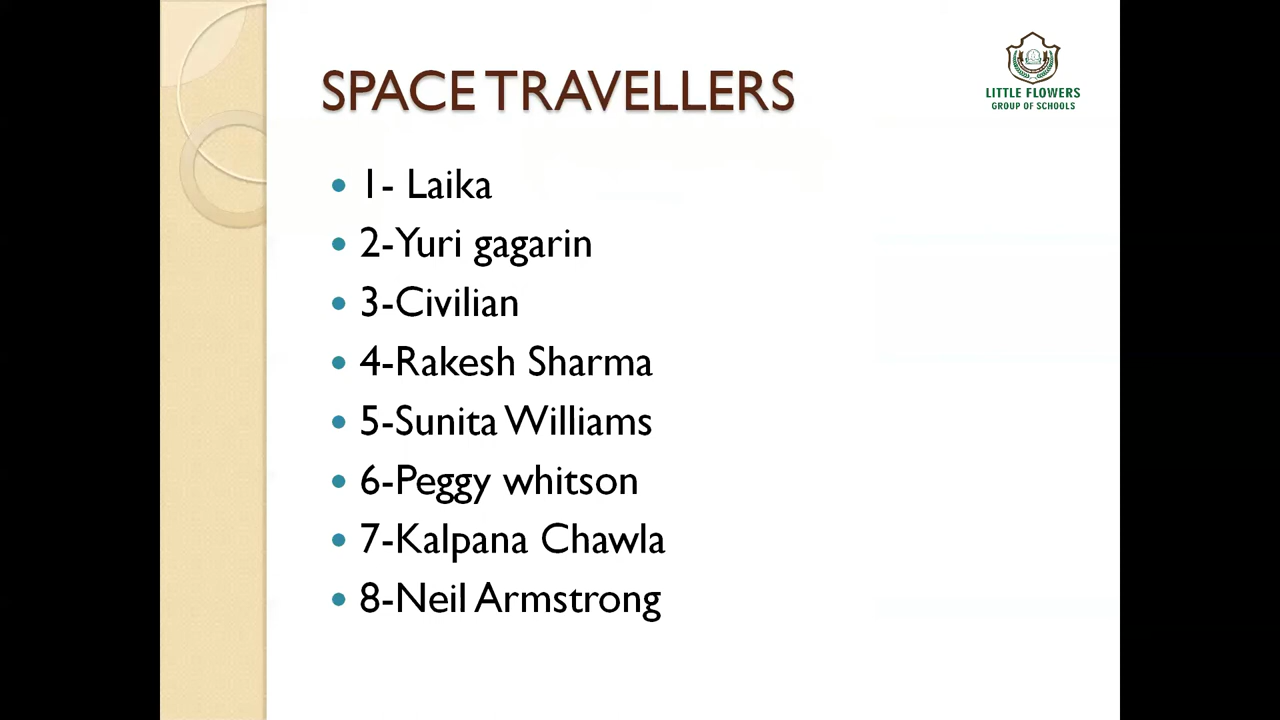 SPACE TRAVELLERS
LITTLE FLOWERS
GROUP OF SCHOOLS
• 1- Laika
• 2-Yuri gagarin
• 3-Civilian
• 4-Rakesh Sharma
• 5-Sunita Williams
• 6-Peggy whitson
• 7-Kalpana Chawla
• 8-Neil Armstrong